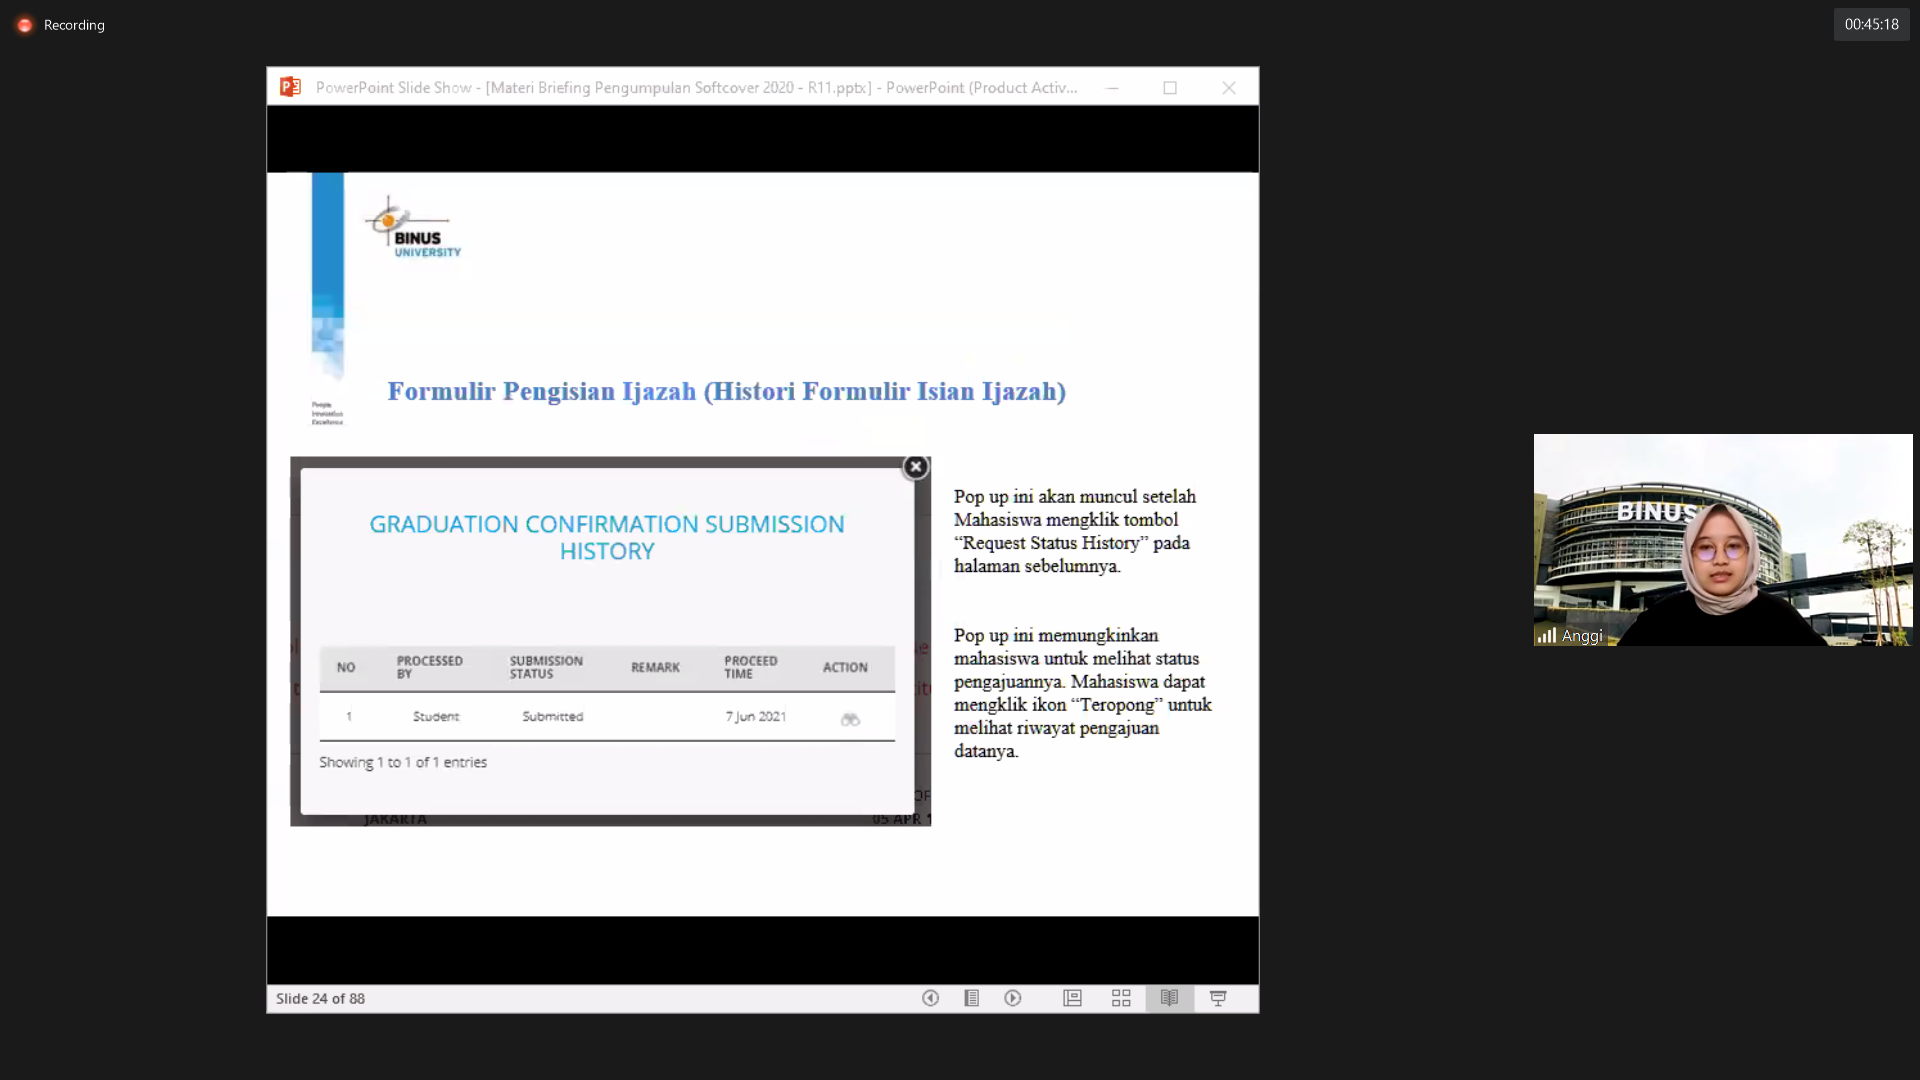 Recording
00:45:18
PowerPoint Slide Show - [Materi Briefing Pengumpulan Softcover 2020 - R11.pptx] - PowerPoint (Product Activ...
BINUS
UNIVERSITY
People
Innovation
Excellence
Formulir Pengisian Ijazah (Histori Formulir Isian Ijazah)
GRADUATION CONFIRMATION SUBMISSION
HISTORY
NO PROCESSED BY SUBMISSION STATUS REMARK PROCEED TIME ACTION
1 Student Submitted 7 Jun 2021
Showing 1 to 1 of 1 entries
JAKARTA 05 APR
Pop up ini akan muncul setelah
Mahasiswa mengklik tombol
“Request Status History” pada
halaman sebelumnya.
Pop up ini memungkinkan
mahasiswa untuk melihat status
pengajuannya. Mahasiswa dapat
mengklik ikon “Teropong” untuk
melihat riwayat pengajuan
datanya.
BINUS
Anggi
Slide 24 of 88